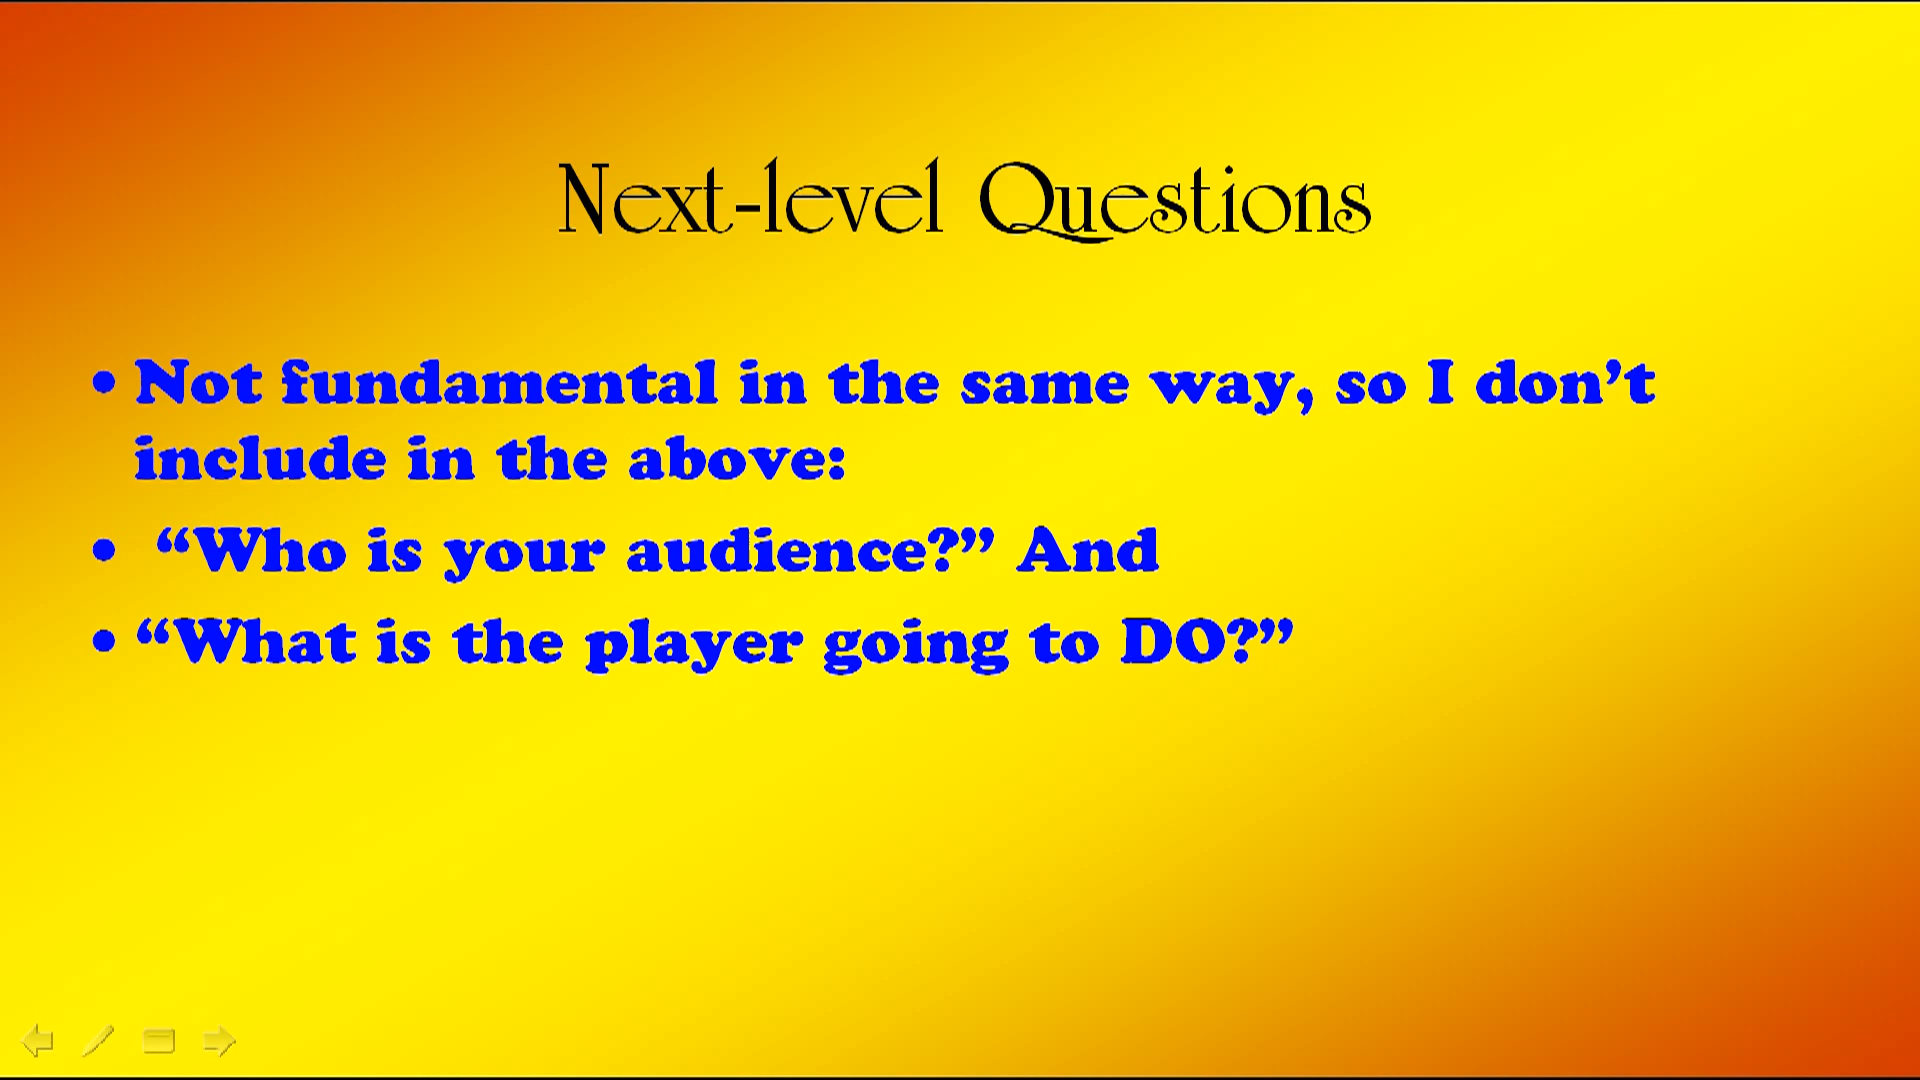 Next-level Questions
• Not fundamental in the same way, so I don’t
include in the above:
• “Who is your audience?” And
• “What is the player going to DO?”